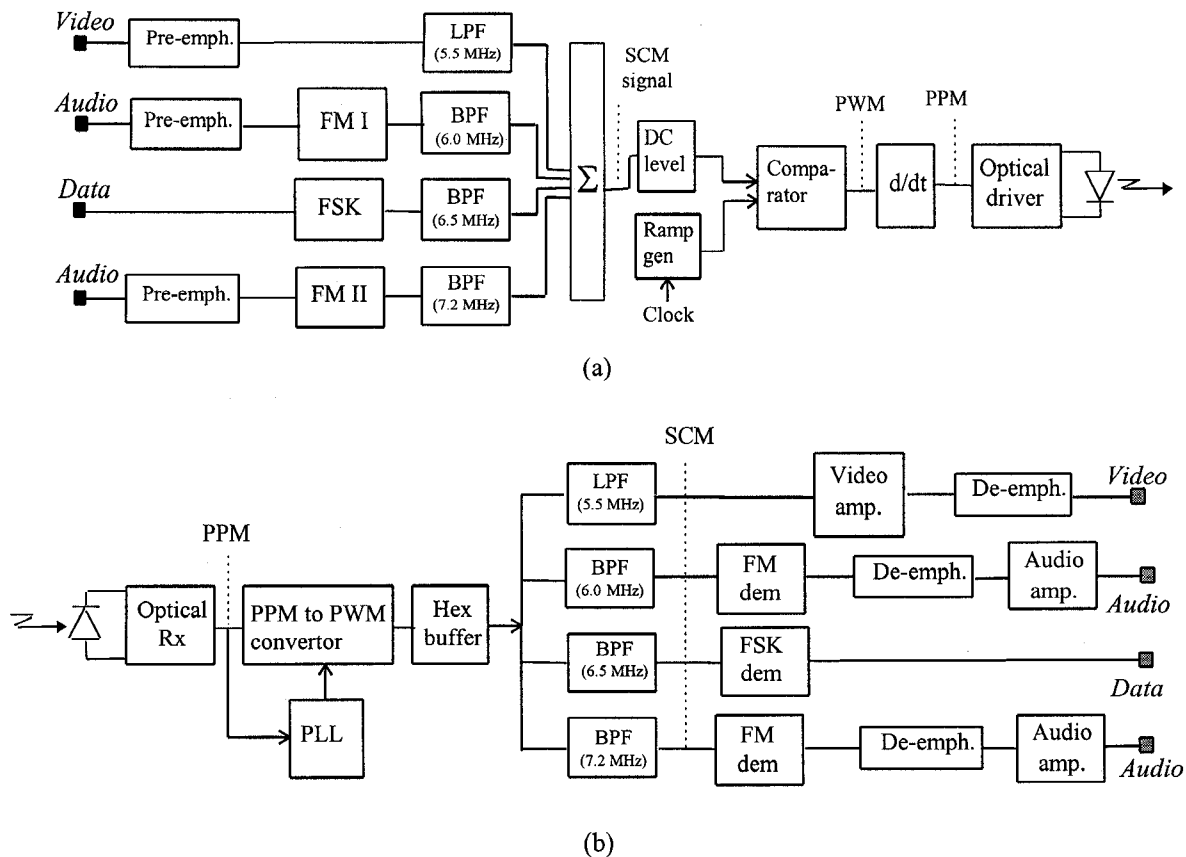 Video
Pre-emph.
LPF
(5.5 MHz)
SCM
signal
Audio
Pre-emph.
FM I
BPF
(6.0 MHz)
PWM
PPM
Σ
DC
level
Compa-
rator
d/dt
Optical
driver
Data
FSK
BPF
(6.5 MHz)
Ramp
gen
Audio
Pre-emph.
FM II
BPF
(7.2 MHz)
Clock
(a)
SCM
LPF
(5.5 MHz)
Video
amp.
De-emph.
Video
PPM
BPF
(6.0 MHz)
FM
dem
De-emph.
Audio
amp.
Audio
Optical
Rx
PPM to PWM
convertor
Hex
buffer
BPF
(6.5 MHz)
FSK
dem
Data
PLL
BPF
(7.2 MHz)
FM
dem
De-emph.
Audio
amp.
Audio
(b)